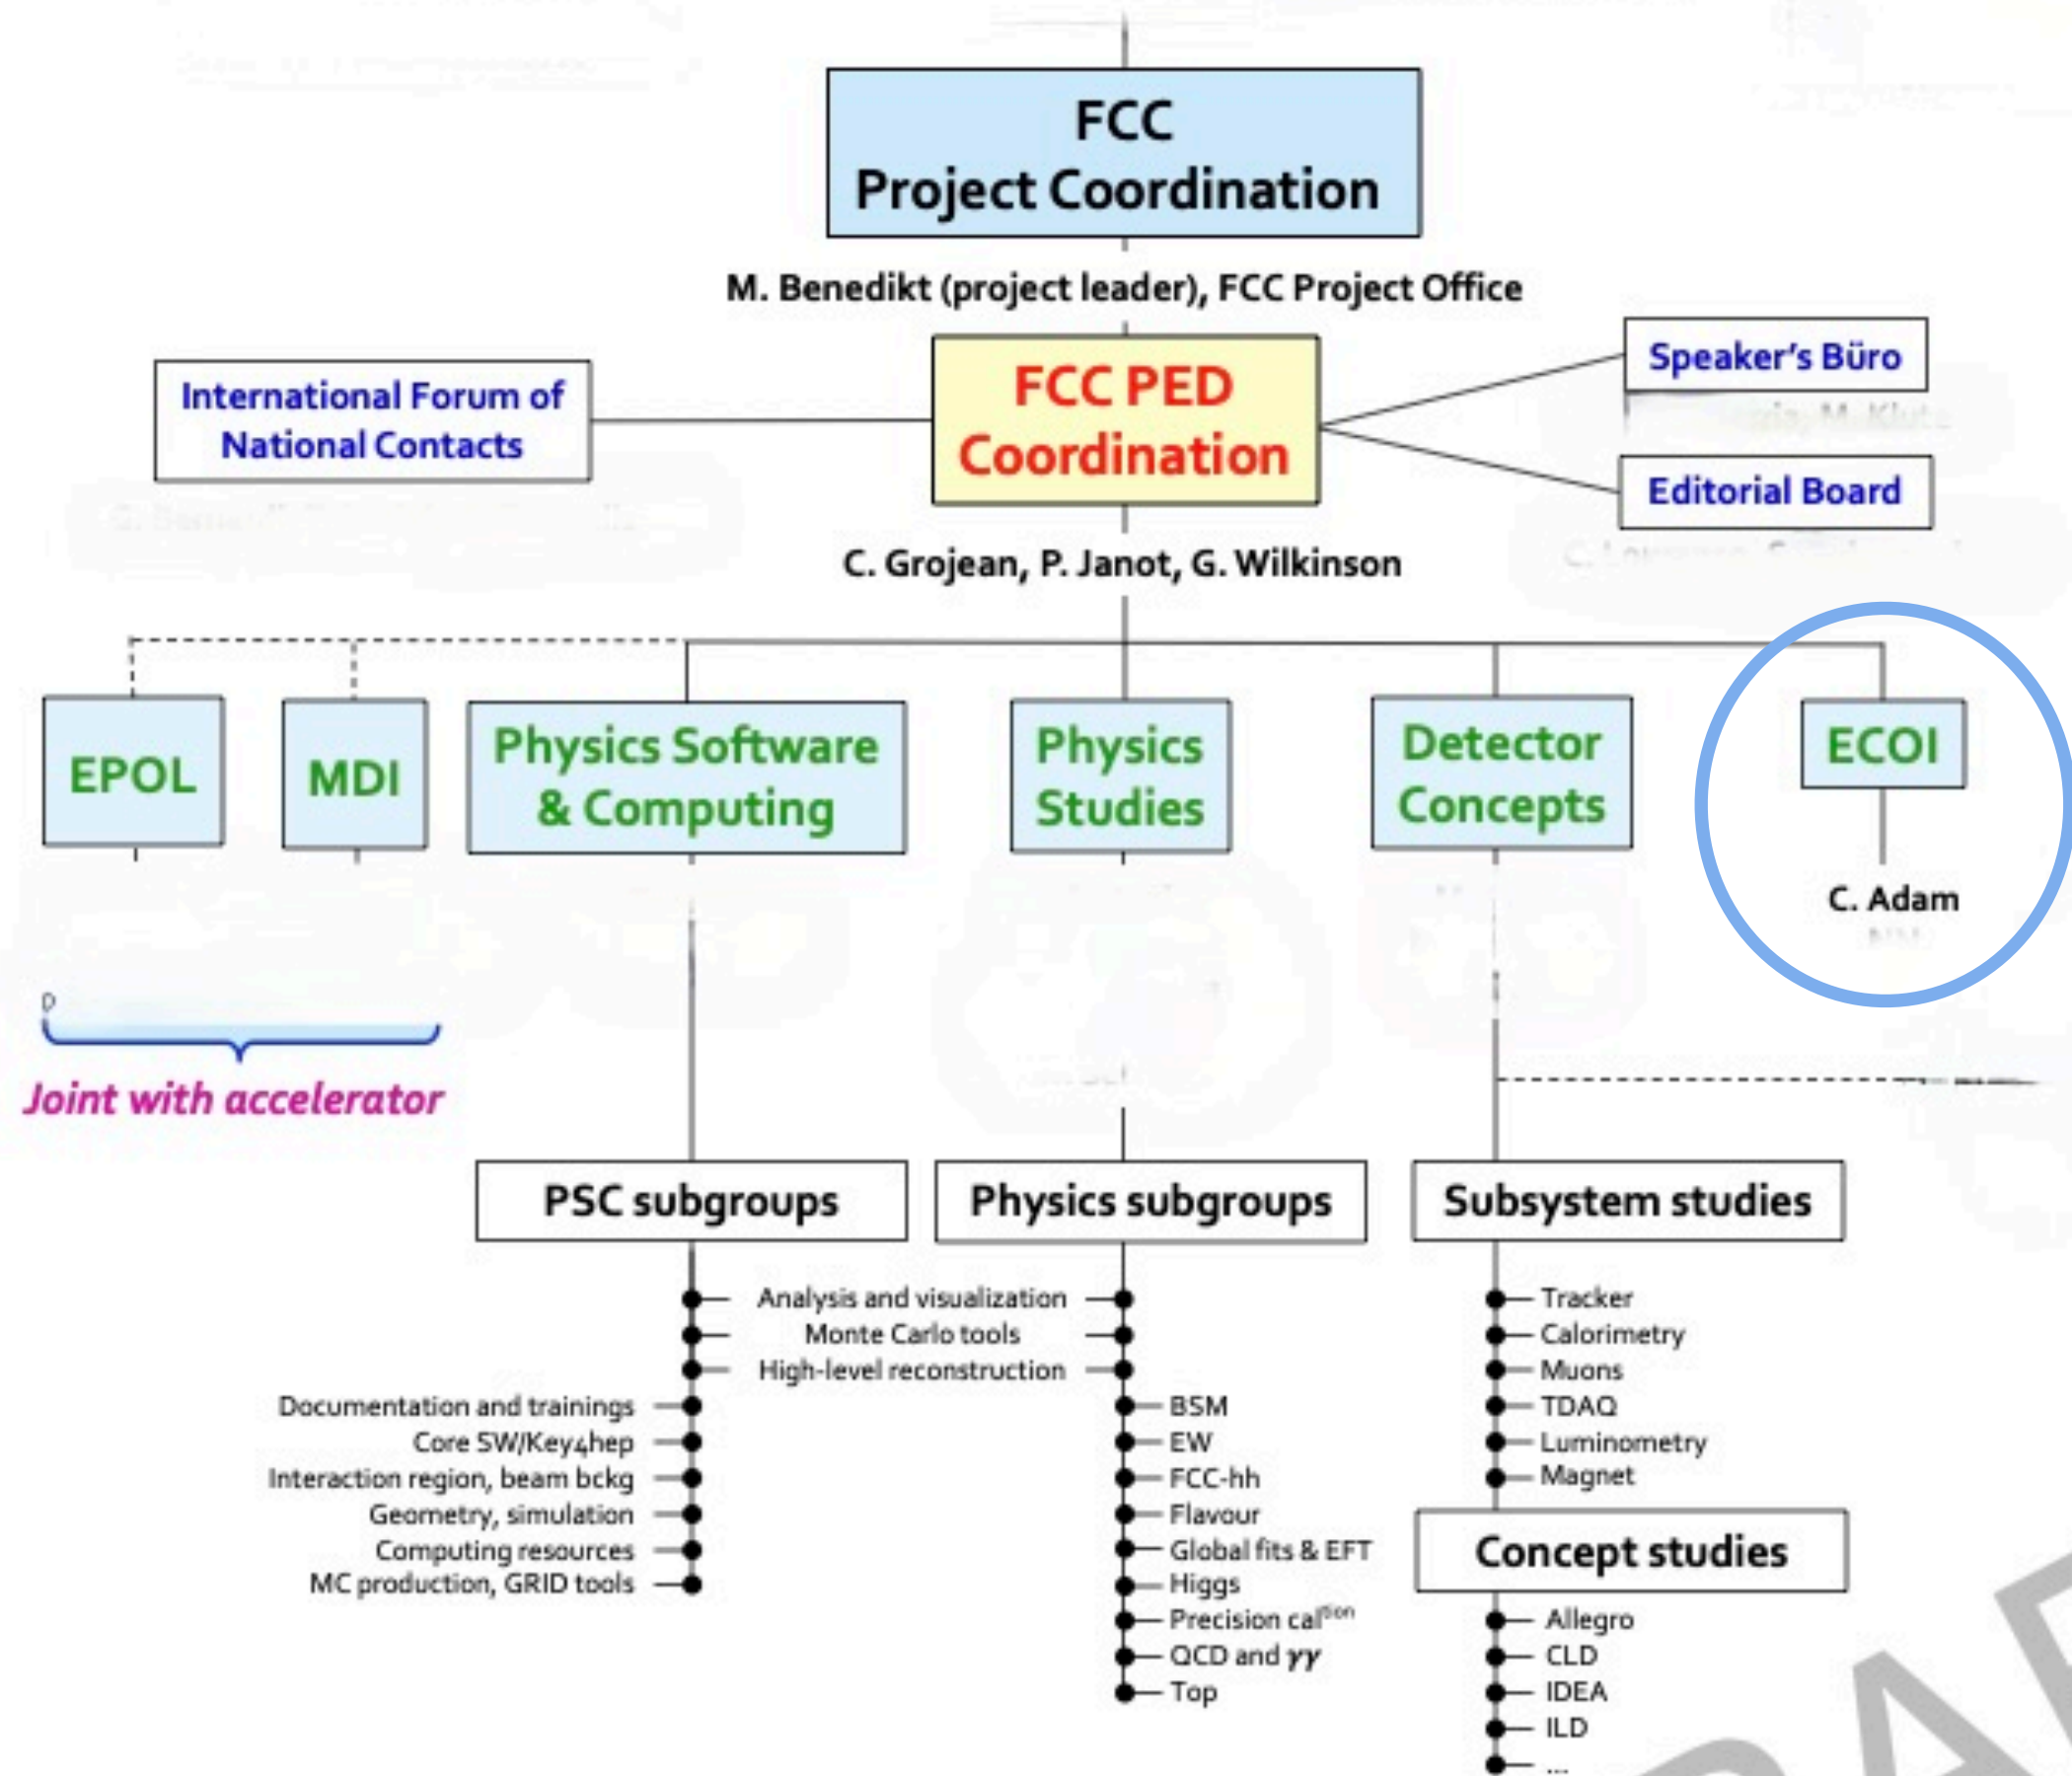 FCC
Project Coordination
M. Benedikt (project leader), FCC Project Office
International Forum of
National Contacts
FCC PED
Coordination
Speaker's Büro
M. Klute
Editorial Board
C. Grojean, P. Janot, G. Wilkinson
EPOL
MDI
Physics Software
& Computing
Physics
Studies
Detector
Concepts
ECOI
C. Adam
D
Joint with accelerator
PSC subgroups
Analysis and visualization
Monte Carlo tools
High-level reconstruction
Documentation and trainings
Core SW/Key4hep
Interaction region, beam bckg
Geometry, simulation
Computing resources
MC production, GRID tools
Physics subgroups
BSM
EW
FCC-hh
Flavour
Global fits & EFT
Higgs
Precision cal^tion
QCD and γγ
Top
Subsystem studies
Tracker
Calorimetry
Muons
TDAQ
Luminometry
Magnet
Concept studies
Allegro
CLD
IDEA
ILD
...